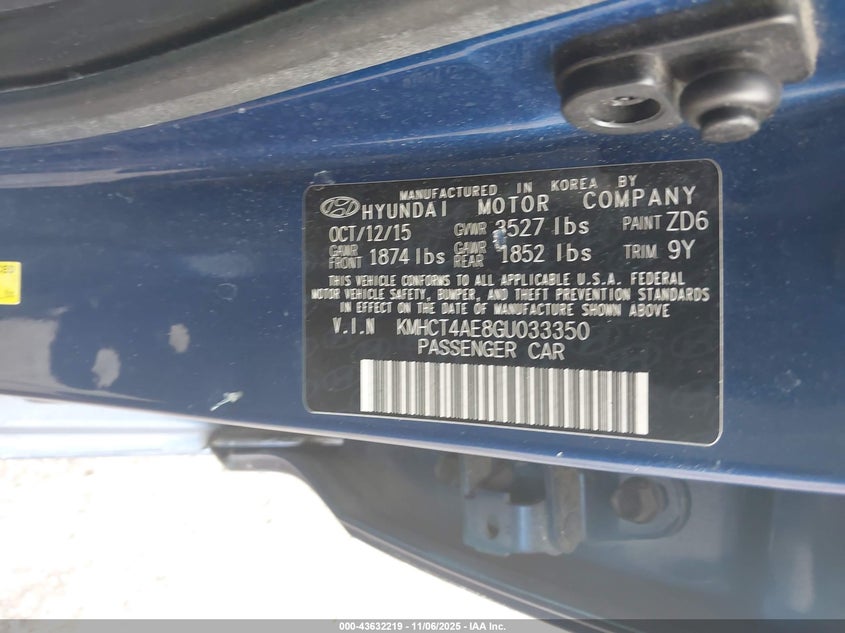 MANUFACTURED IN KOREA BY
HYUNDAI MOTOR COMPANY
OCT/12/15 GVWR 3527 lbs PAINT ZD6
GAWR FRONT 1874 lbs GAWR REAR 1852 lbs TRIM 9Y
THIS VEHICLE CONFORMS TO ALL APPLICABLE U.S.A. FEDERAL
MOTOR VEHICLE SAFETY, BUMPER, AND THEFT PREVENTION STANDARDS
IN EFFECT ON THE DATE OF MANUFACTURE SHOWN ABOVE
V.I.N KMHCT4AE8GU033350
PASSENGER CAR
000-43632219 - 11/06/2025 - IAA Inc.